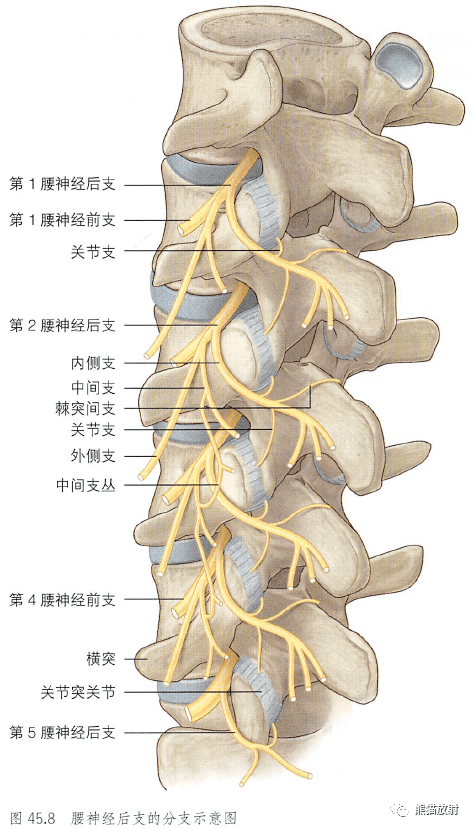 第 1 腰神经后支
第 1 腰神经前支
关节支
第 2 腰神经后支
内侧支
中间支
棘突间支
关节支
外侧支
中间支丛
第 4 腰神经前支
横突
关节突关节
第 5 腰神经后支
熊猫放射
图 45.8 腰神经后支的分支示意图